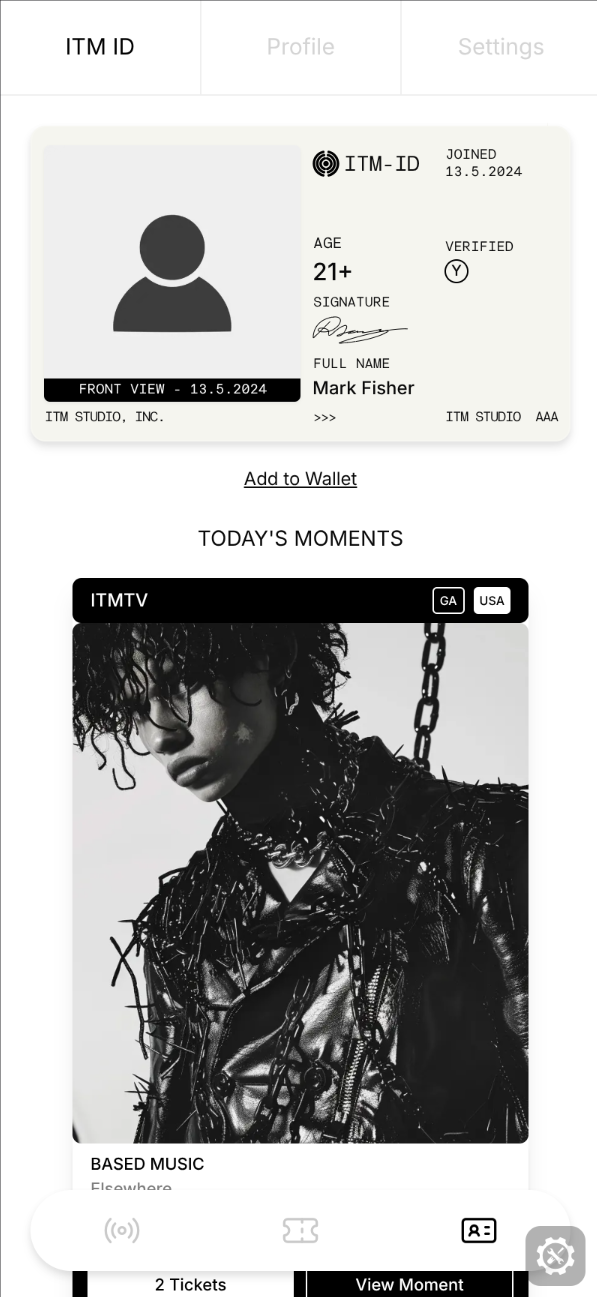 ITM ID
Profile
Settings
ITM-ID
JOINED
13.5.2024
AGE
21+
VERIFIED
Y
SIGNATURE
FULL NAME
Mark Fisher
FRONT VIEW - 13.5.2024
ITM STUDIO, INC.
>>>
ITM STUDIO AAA
Add to Wallet
TODAY'S MOMENTS
ITMTV
GA
USA
BASED MUSIC
Elsewhere
2 Tickets
View Moment